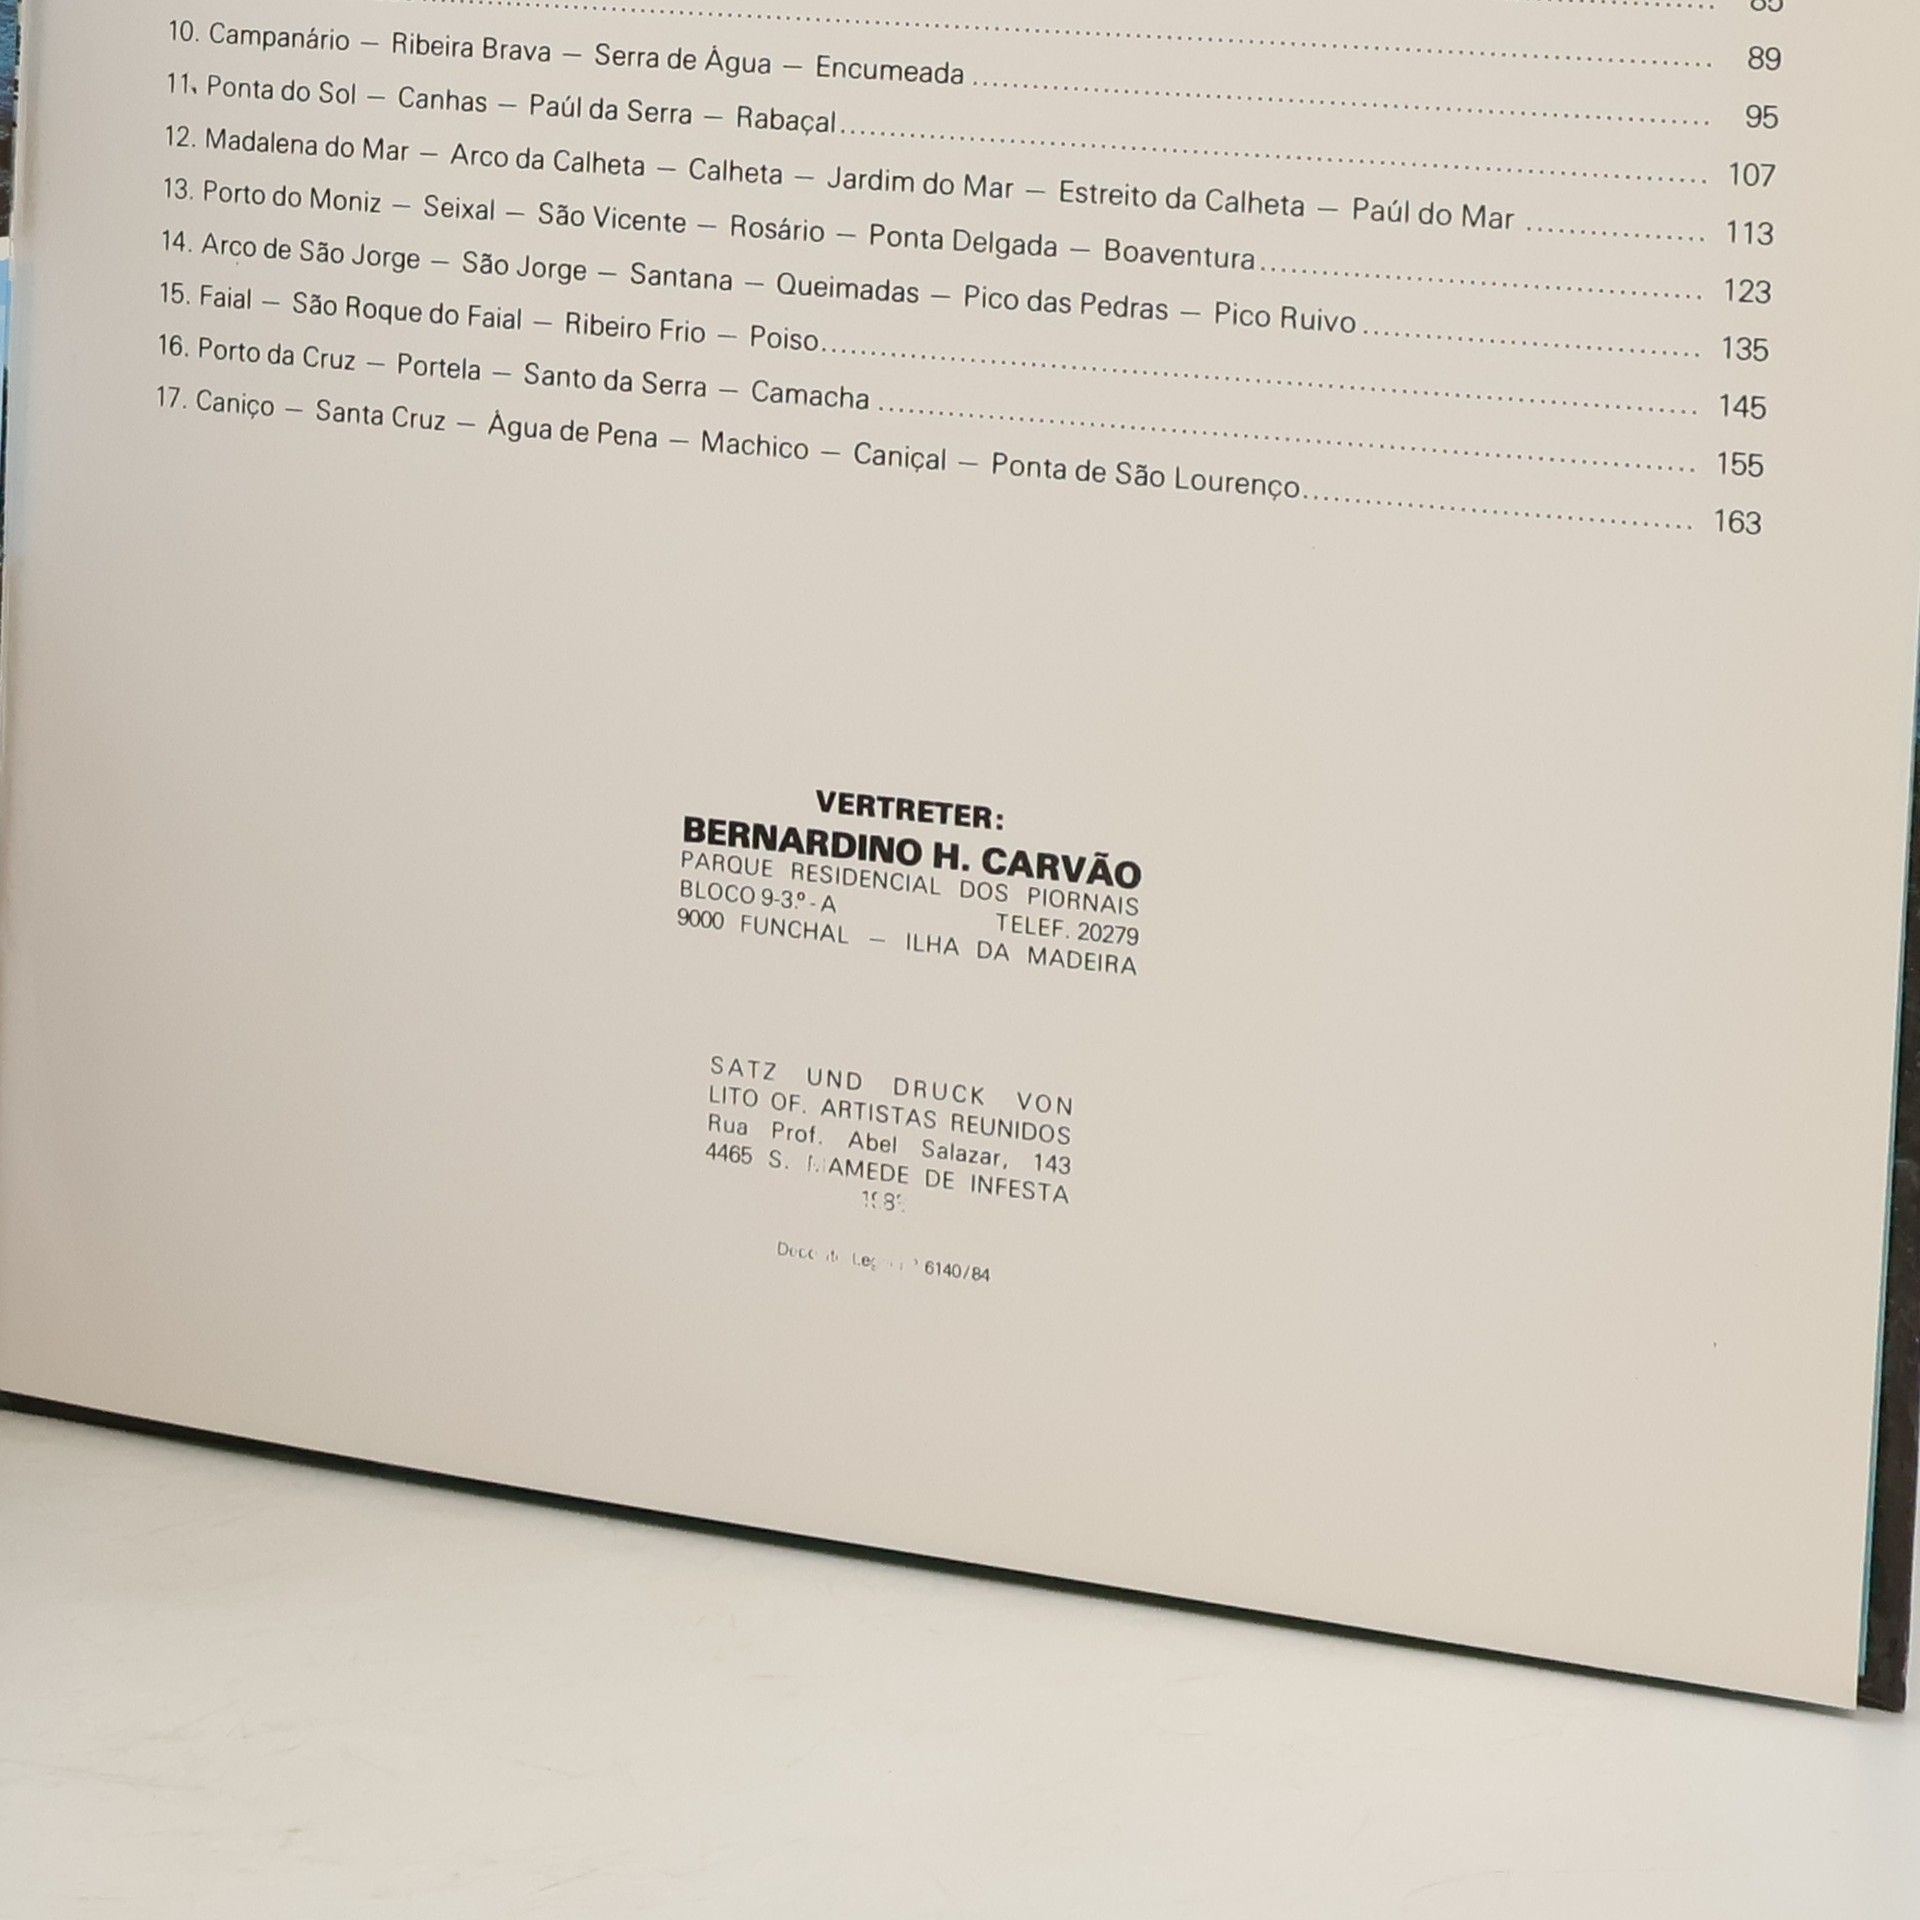 89
10. Campanário — Ribeira Brava — Serra de Água — Encumeada ........ 95
11. Ponta do Sol — Canhas — Paúl da Serra — Rabaçal........ 107
12. Madalena do Mar — Arco da Calheta — Calheta — Jardim do Mar — Estreito da Calheta — Paúl do Mar ........ 113
13. Porto do Moniz — Seixal — São Vicente — Rosário — Ponta Delgada — Boaventura........ 123
14. Arco de São Jorge — São Jorge — Santana — Queimadas — Pico das Pedras — Pico Ruivo ........ 135
15. Faial — São Roque do Faial — Ribeiro Frio — Poiso........ 145
16. Porto da Cruz — Portela — Santo da Serra — Camacha ........ 155
17. Caniço — Santa Cruz — Água de Pena — Machico — Caniçal — Ponta de São Lourenço........ 163
VERTRETER:
BERNARDINO H. CARVÃO
PARQUE RESIDENCIAL DOS PIORNAIS
BLOCO 9-3.º - A TELEF. 20279
9000 FUNCHAL — ILHA DA MADEIRA
SATZ UND DRUCK VON
LITO OF. ARTISTAS REUNIDOS
Rua Prof. Abel Salazar, 143
4465 S. MAMEDE DE INFESTA
6140/84